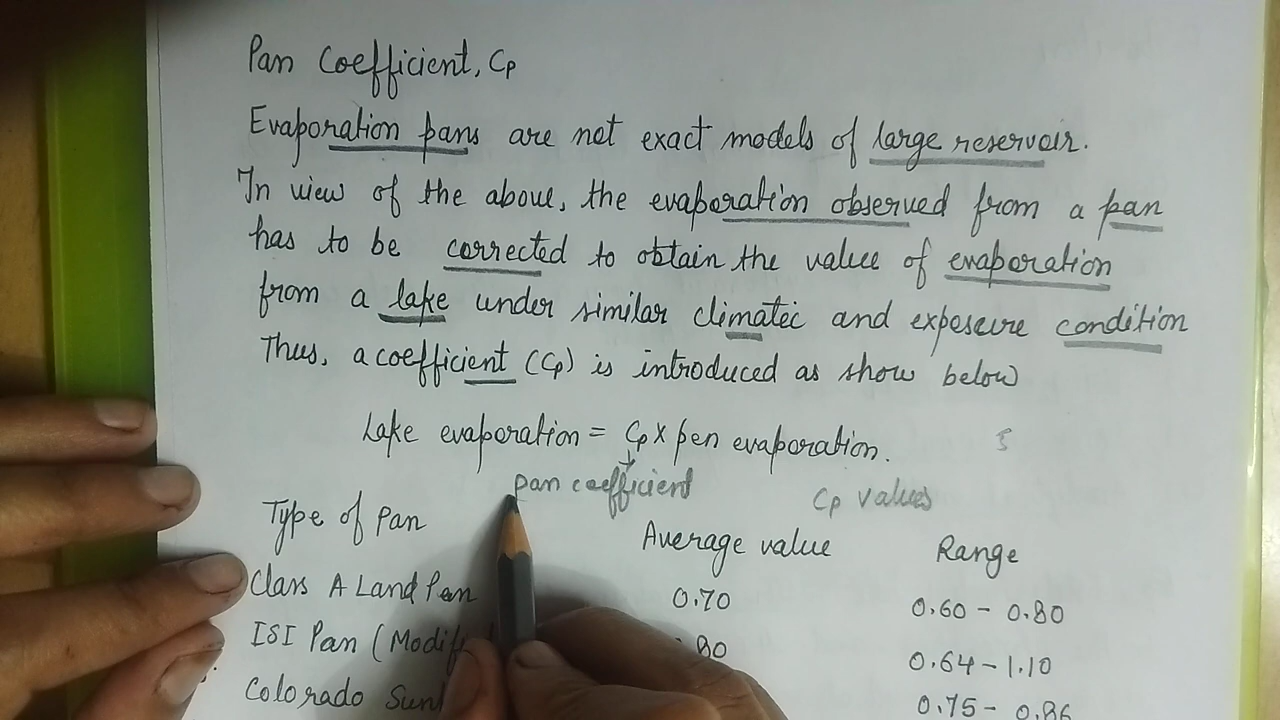 Pan Coefficient, Cp
Evaporation pans are not exact models of large reservoir.
In view of the above, the evaporation observed from a pan
has to be corrected to obtain the value of evaporation
from a lake under similar climatic and exposure condition
Thus, a coefficient (Cp) is introduced as show below
Lake evaporation = Cp x pen evaporation.
pan coefficient
Cp values
Type of Pan Average value Range
Class A Land Pan 0.70 0.60 - 0.80
ISI Pan (Modif .80 0.64 - 1.10
Colorado Sun 0.75 - 0.86